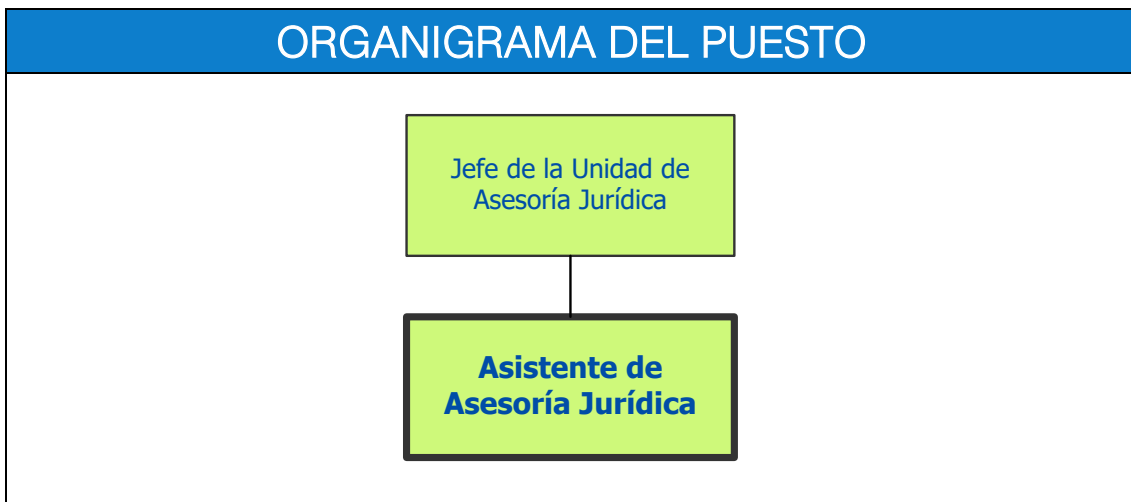 ORGANIGRAMA DEL PUESTO
Jefe de la Unidad de
Asesoría Jurídica
Asistente de
Asesoría Jurídica